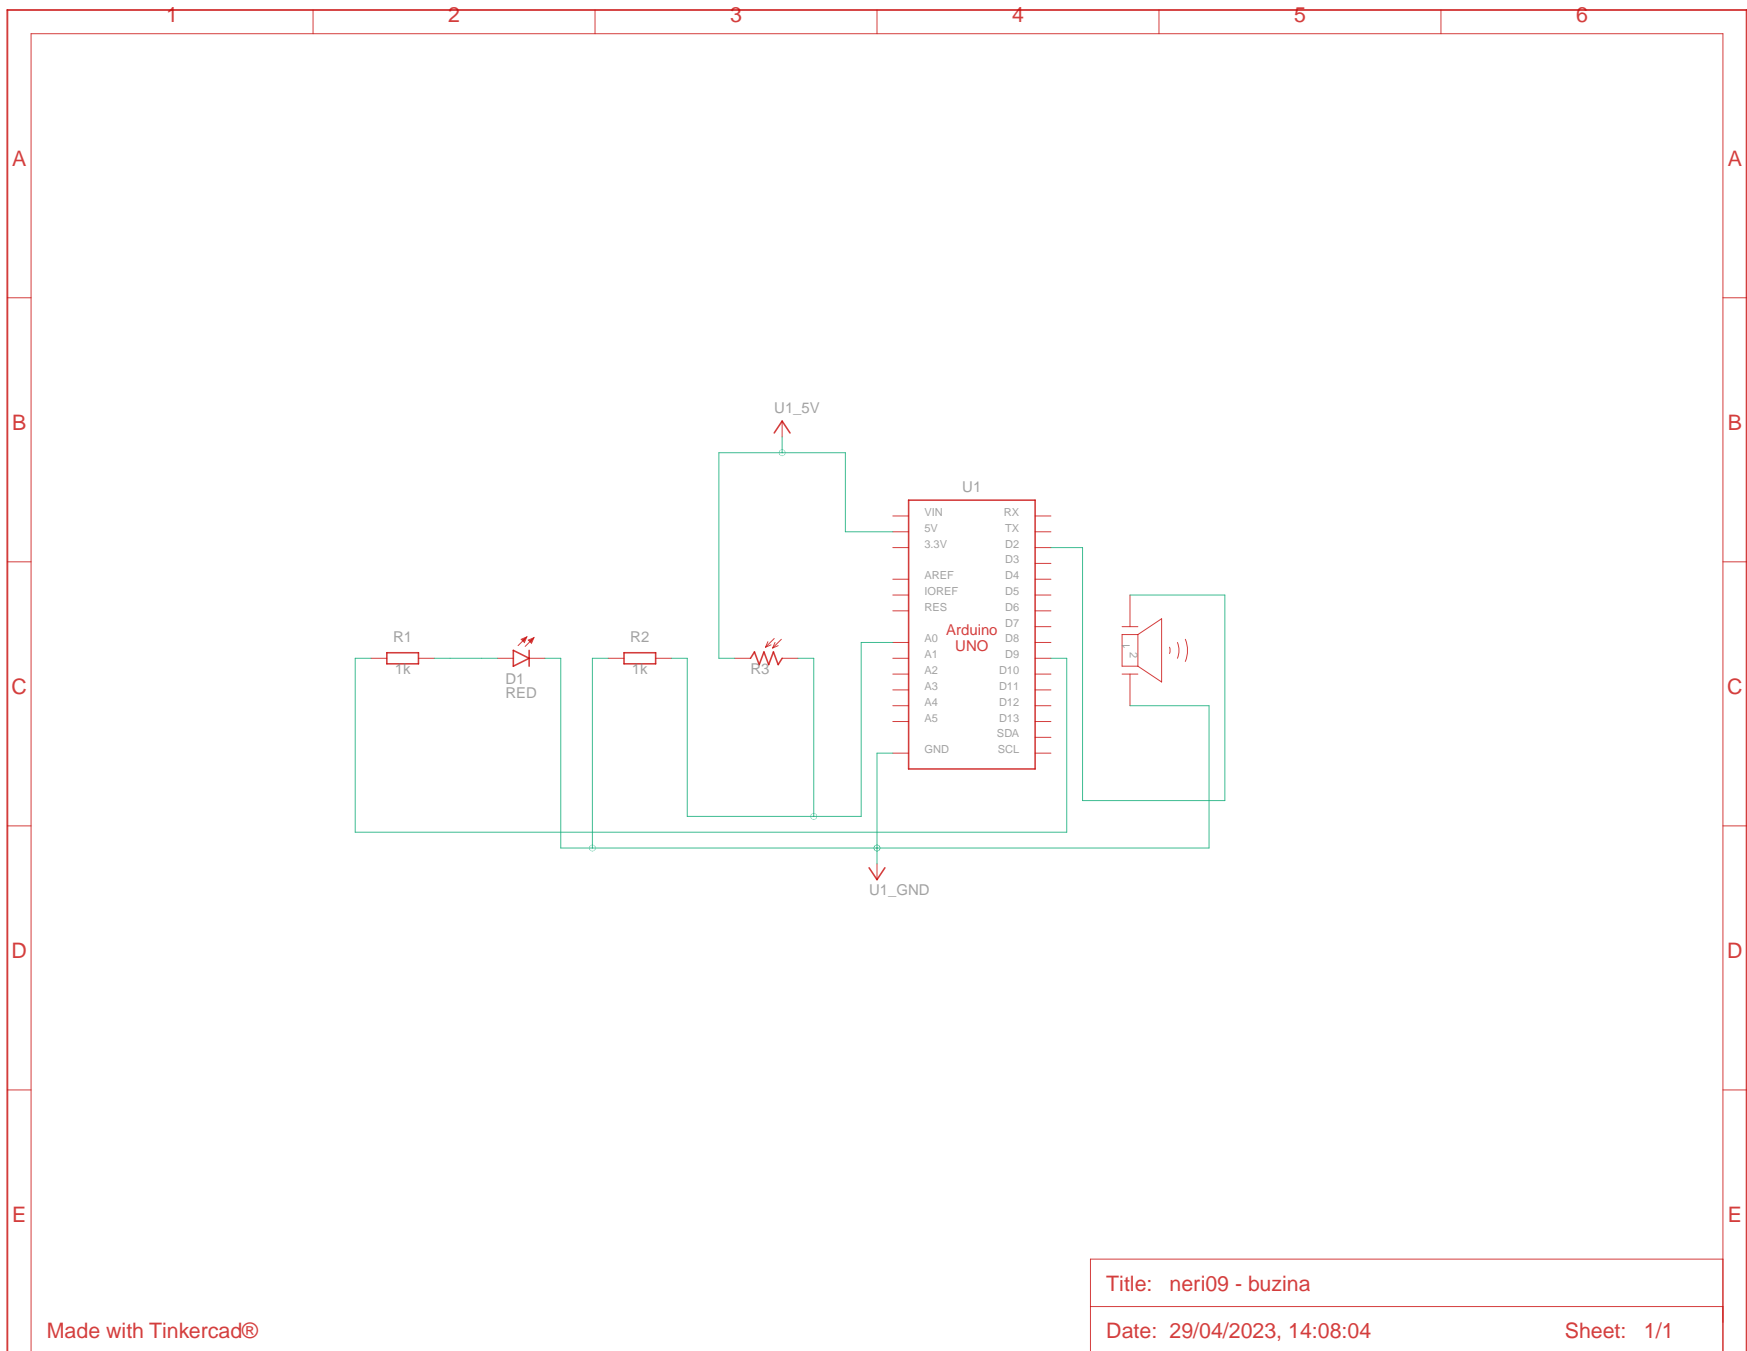 1 2 3 4 5 6
A A
U1_5V
B B
U1
VIN RX
5V TX
3.3V D2
D3
AREF D4
IOREF D5
RES D6
D7
A0 Arduino D8
A1 UNO D9
A2 D10
A3 D11
A4 D12
A5 D13
SDA
GND SCL
R1 R2
1k 1k R3
D1
RED
1 2
C C
U1_GND
D D
E E
Title: neri09 - buzina
Made with Tinkercad® Date: 29/04/2023, 14:08:04 Sheet: 1/1